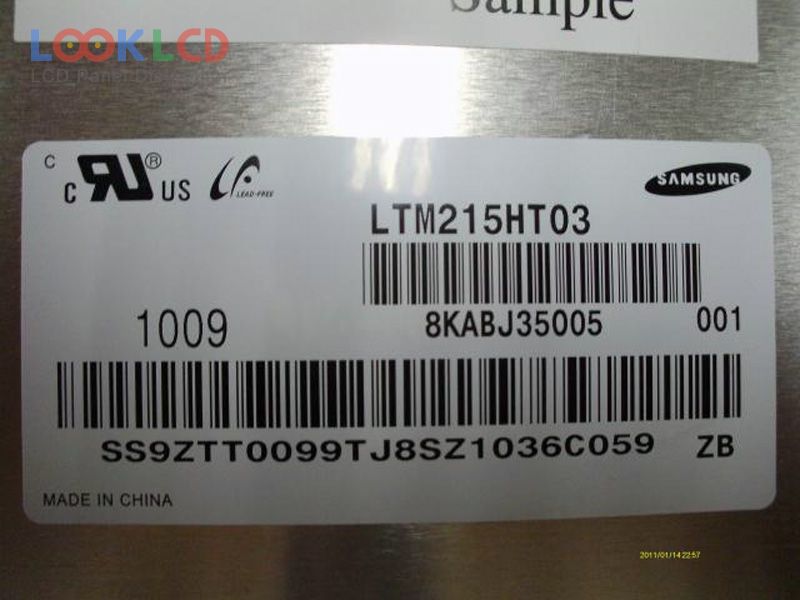 Sample
LOOKLCD
C
C RU ® US
LEAD-FREE
SAMSUNG
LTM215HT03
8KABJ35005
001
1009
SS9ZTT0099TJ8SZ1036C059 ZB
MADE IN CHINA
2011/01/14 22:57